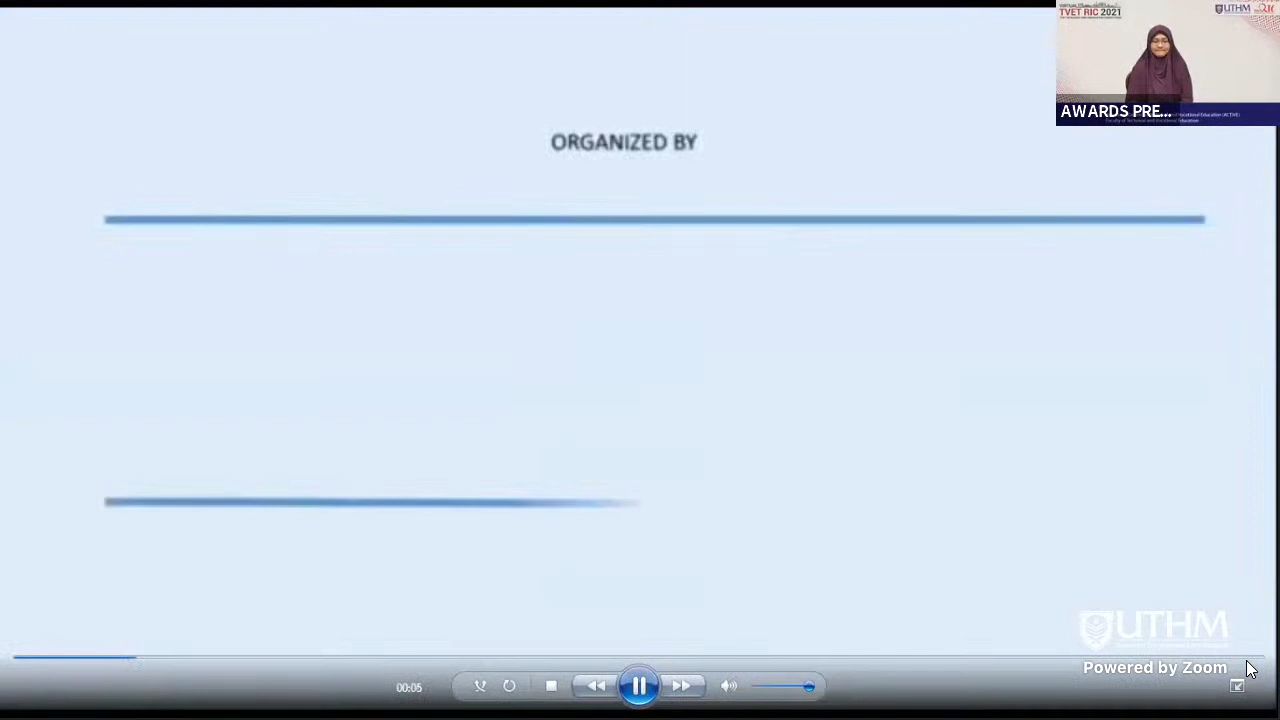 TVET RIC 2021
UTHM
AWARDS PRE...
ORGANIZED BY
UTHM
Powered by Zoom
00:05